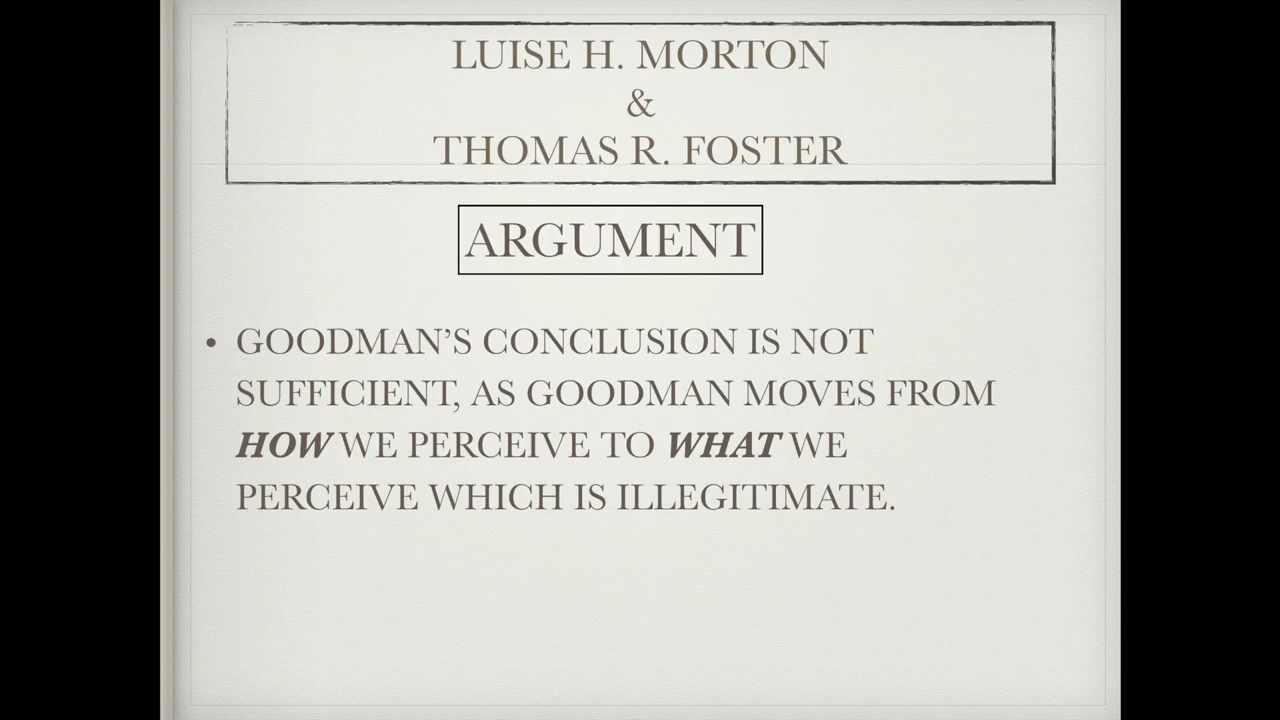 LUISE H. MORTON
&
THOMAS R. FOSTER
ARGUMENT
• GOODMAN’S CONCLUSION IS NOT
SUFFICIENT, AS GOODMAN MOVES FROM
HOW WE PERCEIVE TO WHAT WE
PERCEIVE WHICH IS ILLEGITIMATE.